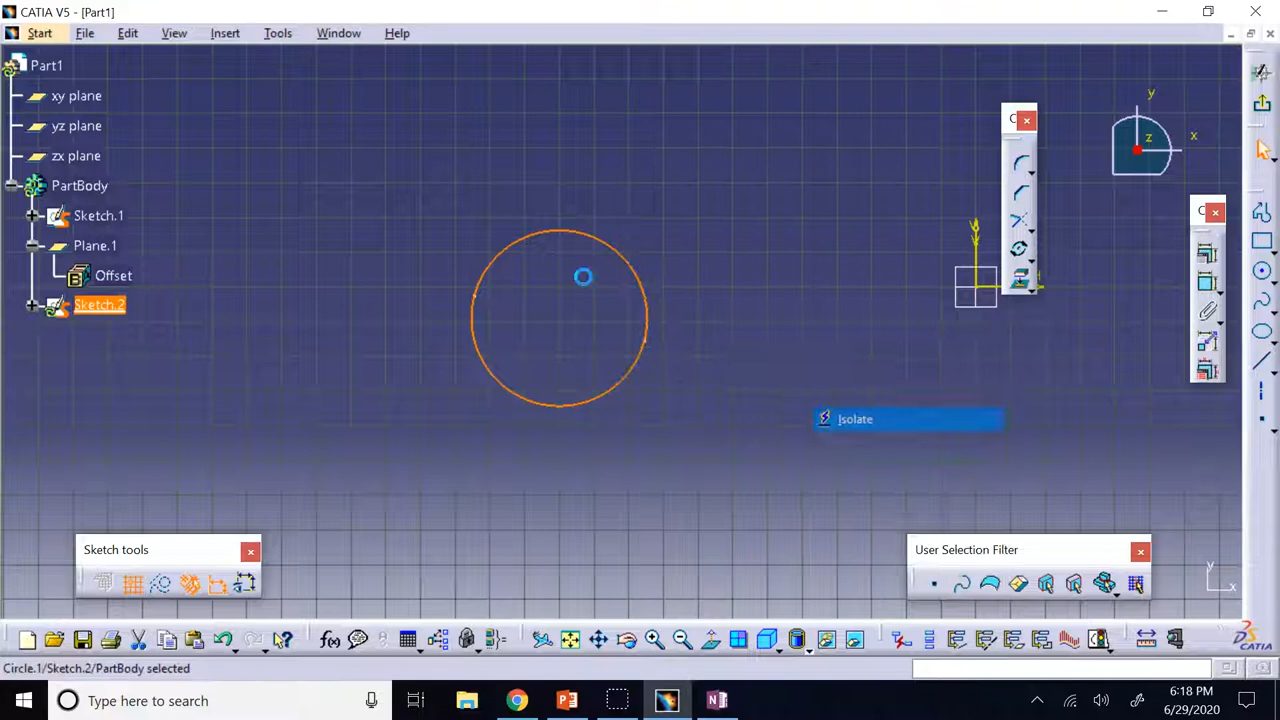 CATIA V5 - [Part1]
Start File Edit View Insert Tools Window Help
Part1
xy plane
yz plane
zx plane
PartBody
Sketch.1
Plane.1
Offset
Sketch.2
C
y
x
z
C
Isolate
Sketch tools
User Selection Filter
y
x
f(x)
CATIA
Circle.1/Sketch.2/PartBody selected
Type here to search
6:18 PM
6/29/2020